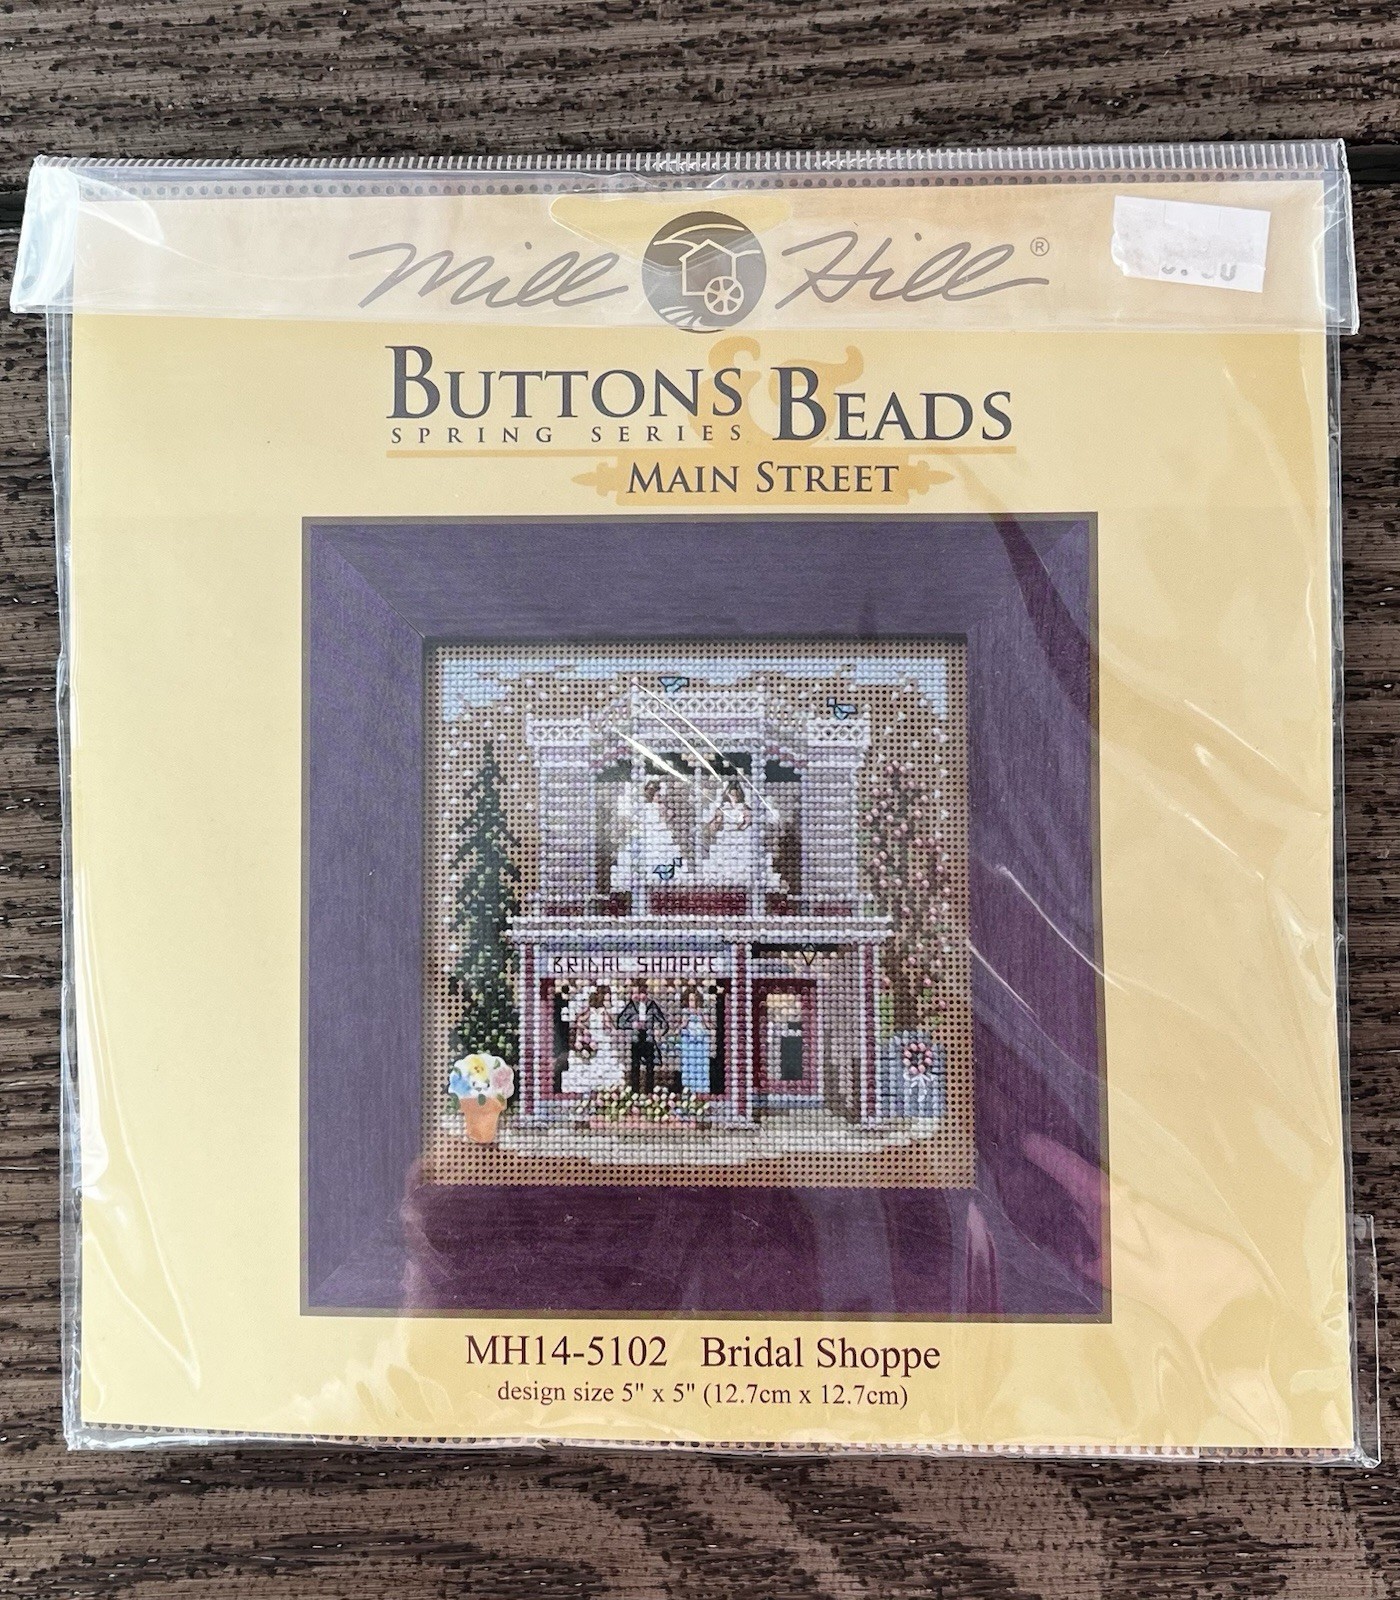 Mill Hill®
BUTTONS & BEADS
SPRING SERIES
MAIN STREET
BRIDAL SHOPPE
MH14-5102 Bridal Shoppe
design size 5" x 5" (12.7cm x 12.7cm)